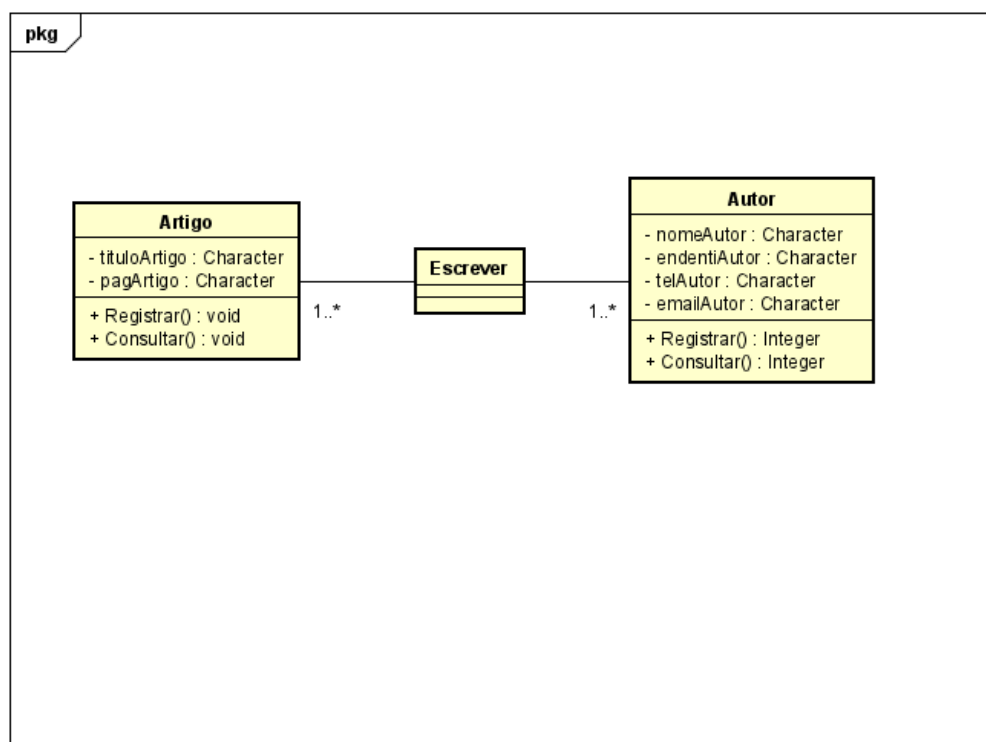 pkg
Artigo
- tituloArtigo : Character
- pagArtigo : Character
+ Registrar() : void
+ Consultar() : void
1..*
Escrever
1..*
Autor
- nomeAutor : Character
- endentiAutor : Character
- telAutor : Character
- emailAutor : Character
+ Registrar() : Integer
+ Consultar() : Integer